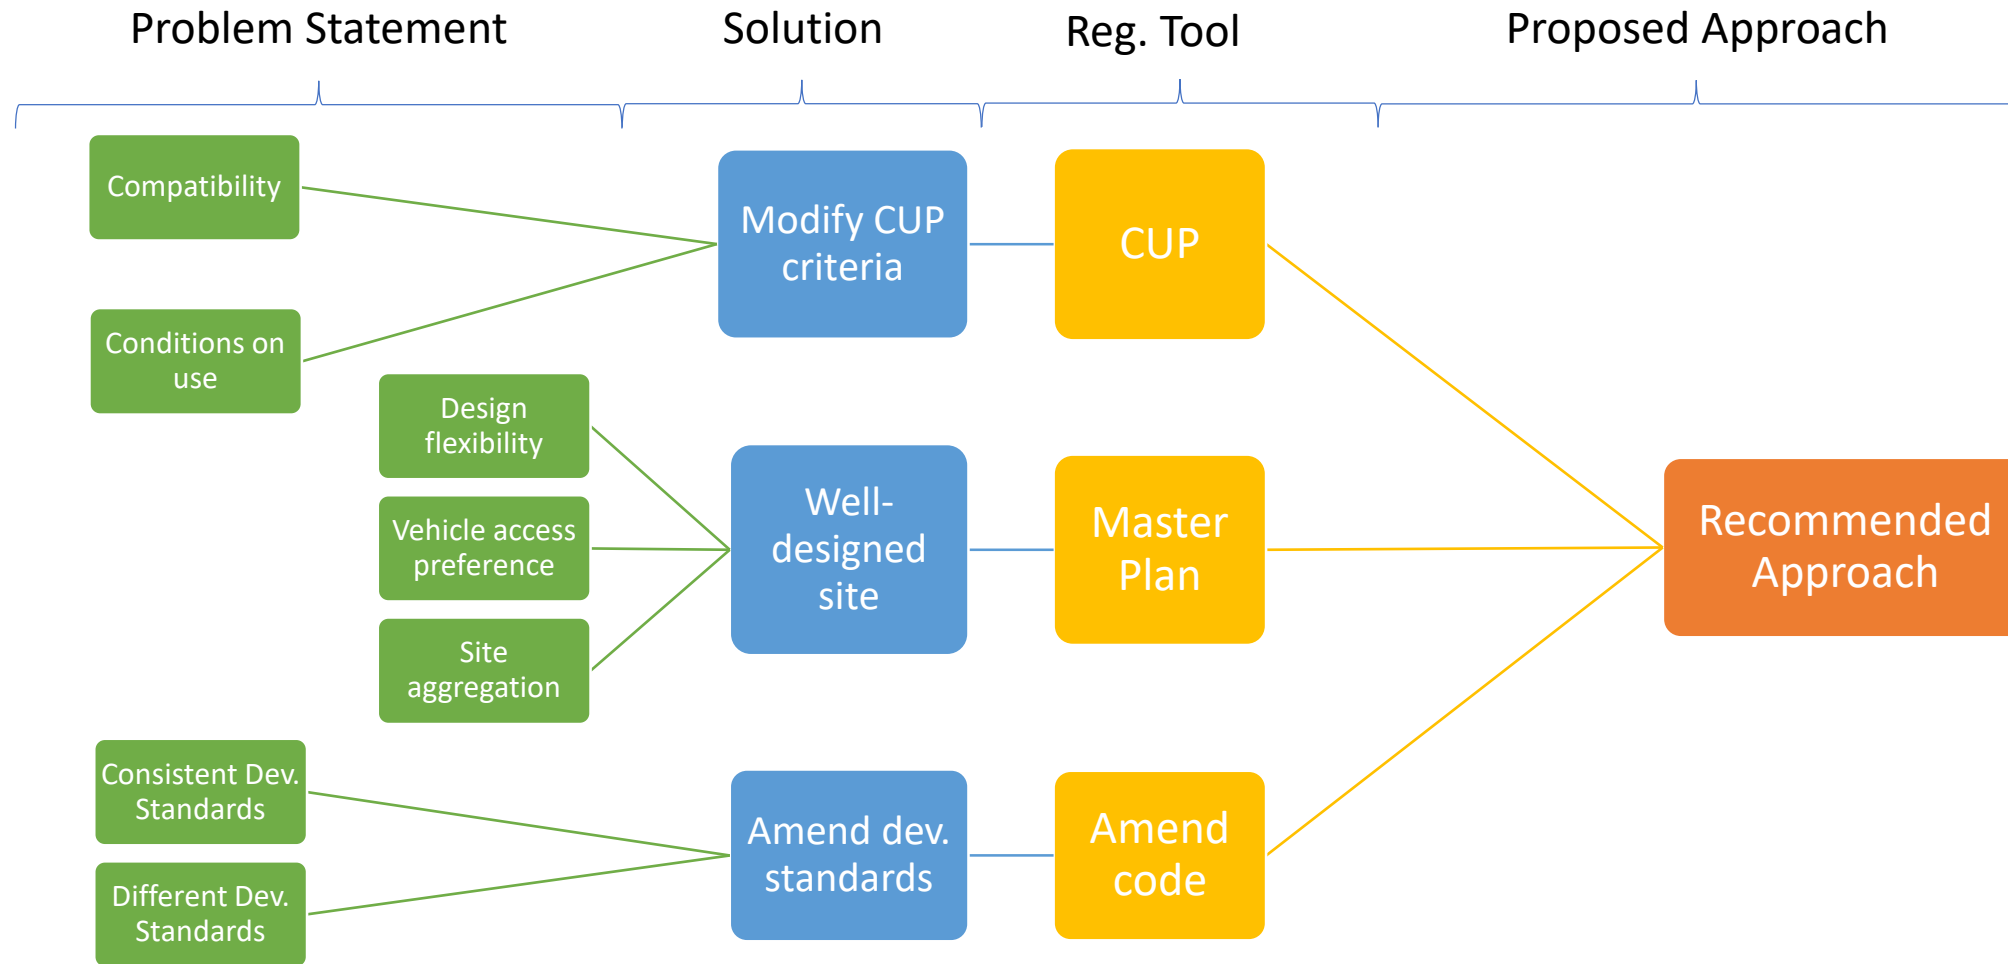 Problem Statement
Solution
Reg. Tool
Proposed Approach
Compatibility
Conditions on
use
Design
flexibility
Vehicle access
preference
Site
aggregation
Consistent Dev.
Standards
Different Dev.
Standards
Modify CUP
criteria
Well-
designed
site
Amend dev.
standards
CUP
Master
Plan
Amend
code
Recommended
Approach